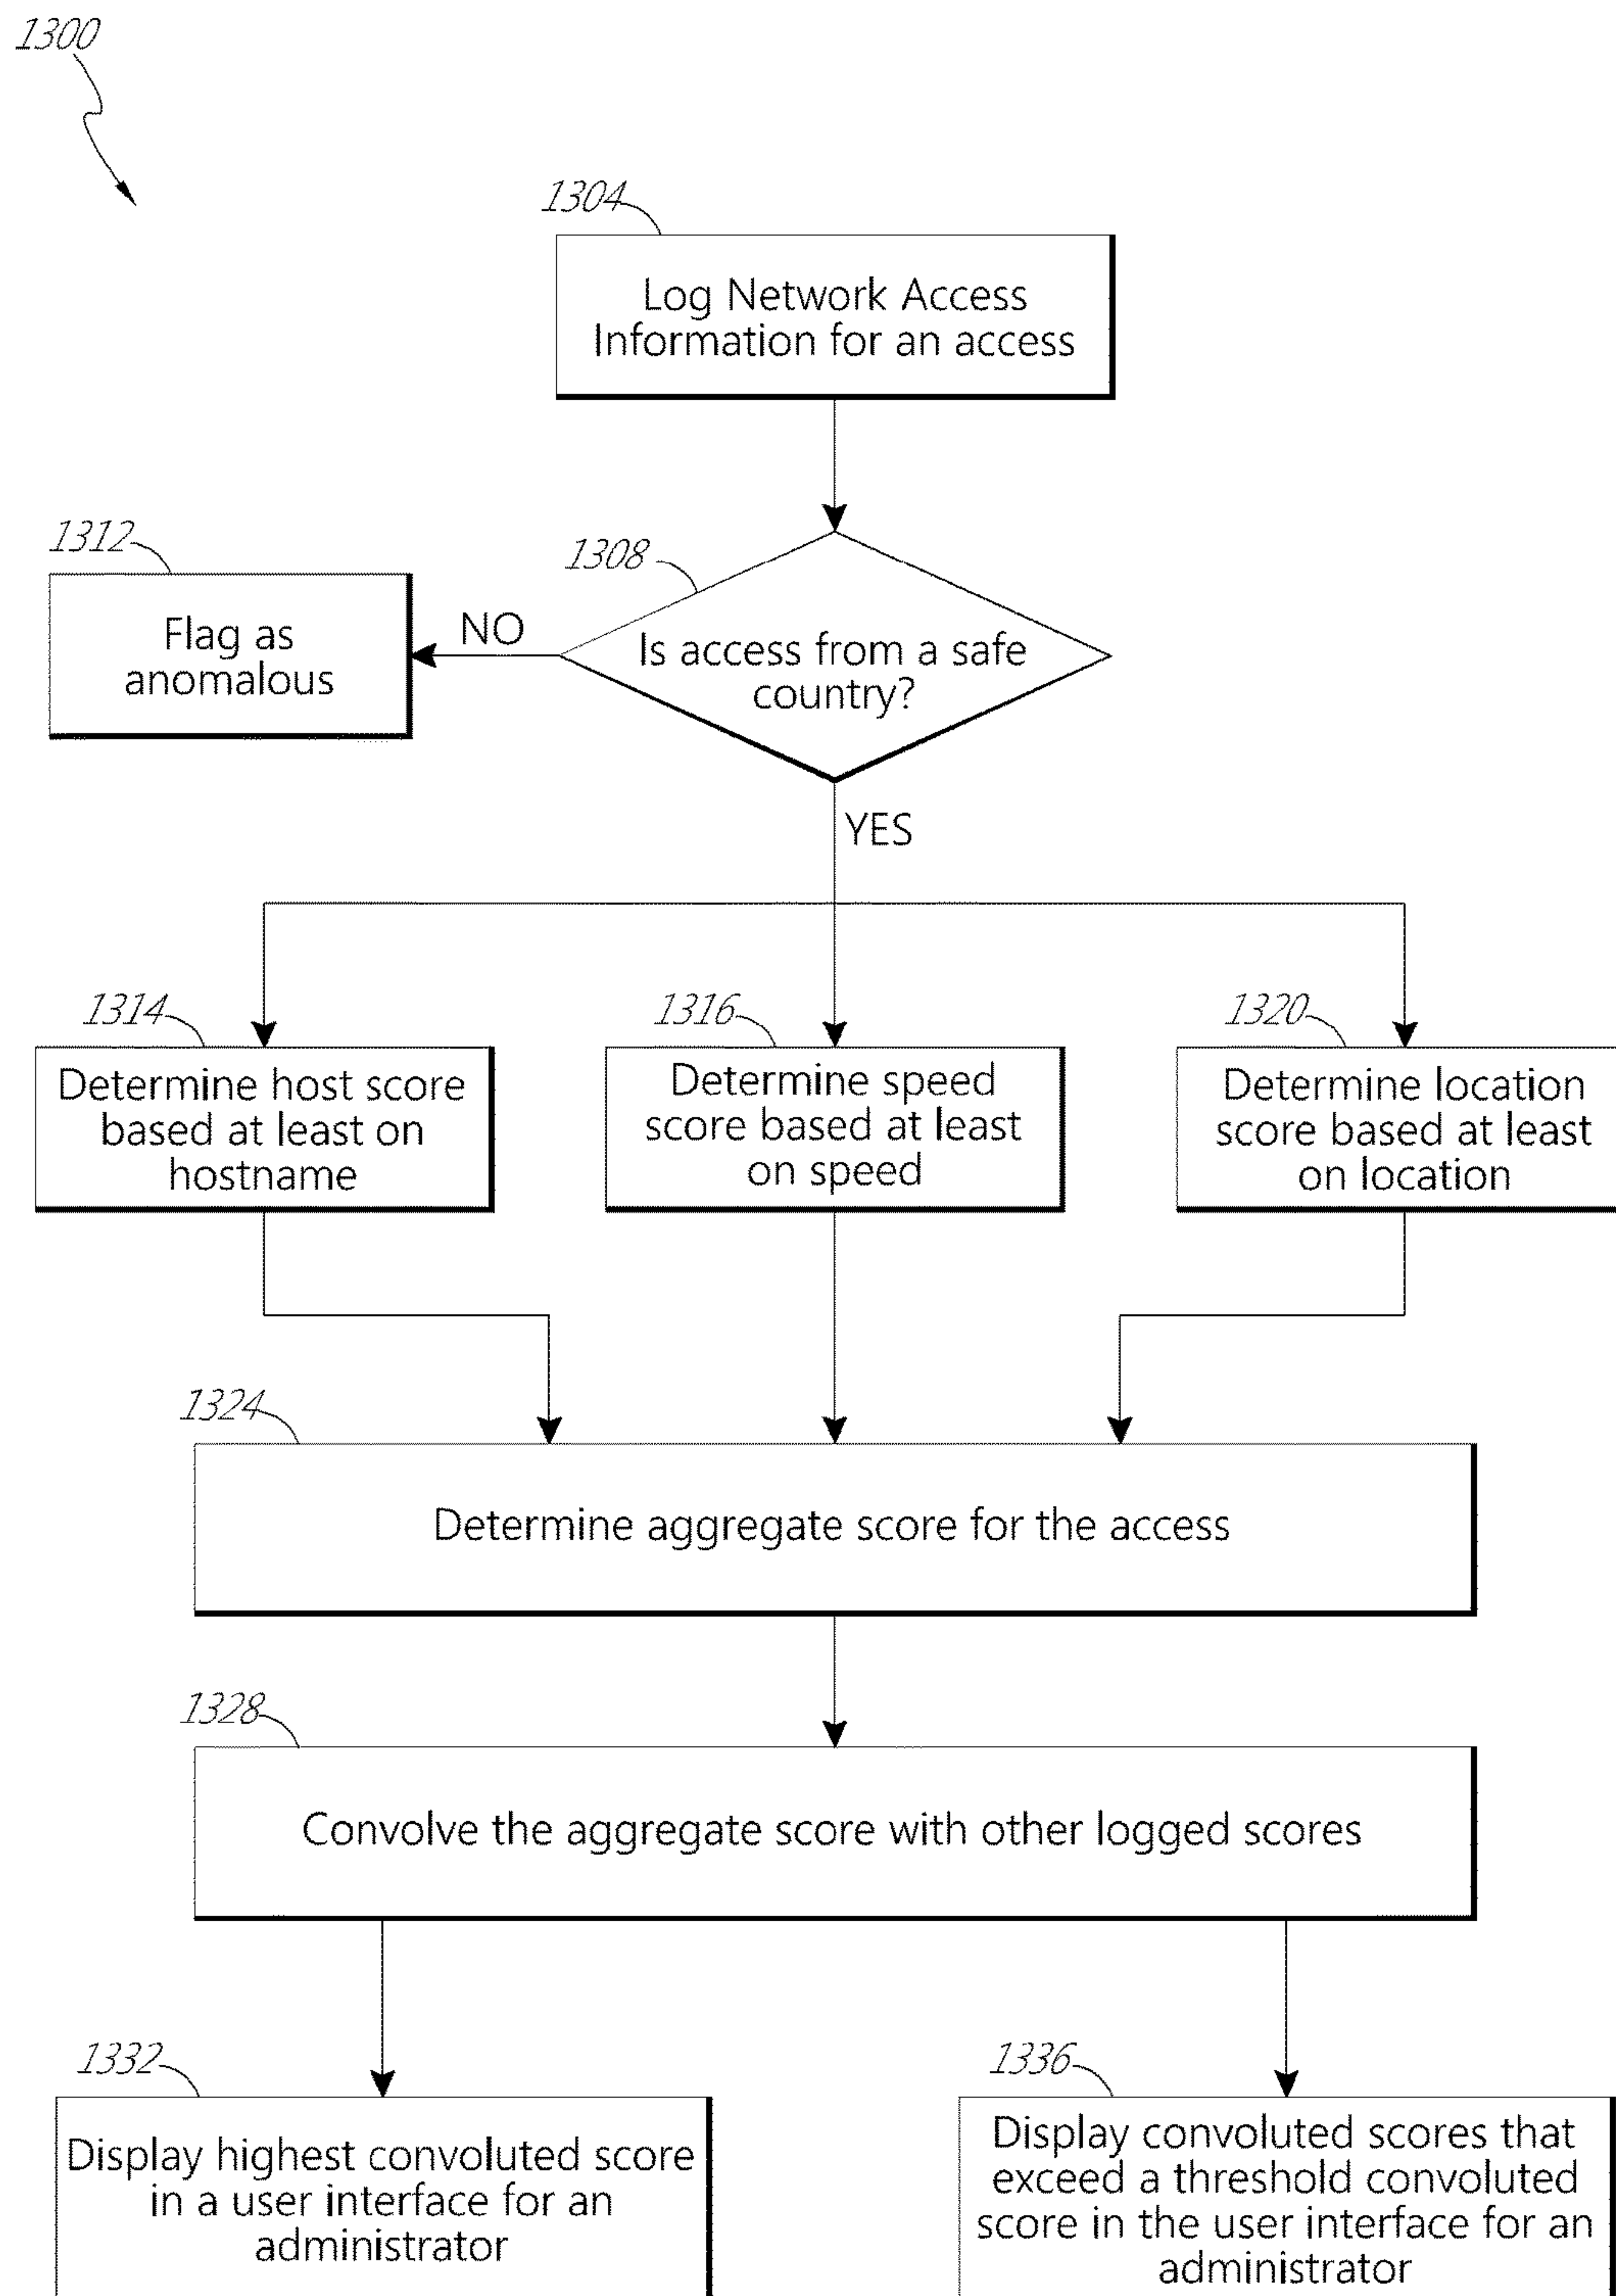 1300
1304
Log Network Access
Information for an access
1312
Flag as
anomalous
NO
1308
Is access from a safe
country?
YES
1314
Determine host score
based at least on
hostname
1316
Determine speed
score based at least
on speed
1320
Determine location
score based at least
on location
1324
Determine aggregate score for the access
1328
Convolve the aggregate score with other logged scores
1332
Display highest convoluted score
in a user interface for an
administrator
1336
Display convoluted scores that
exceed a threshold convoluted
score in the user interface for an
administrator